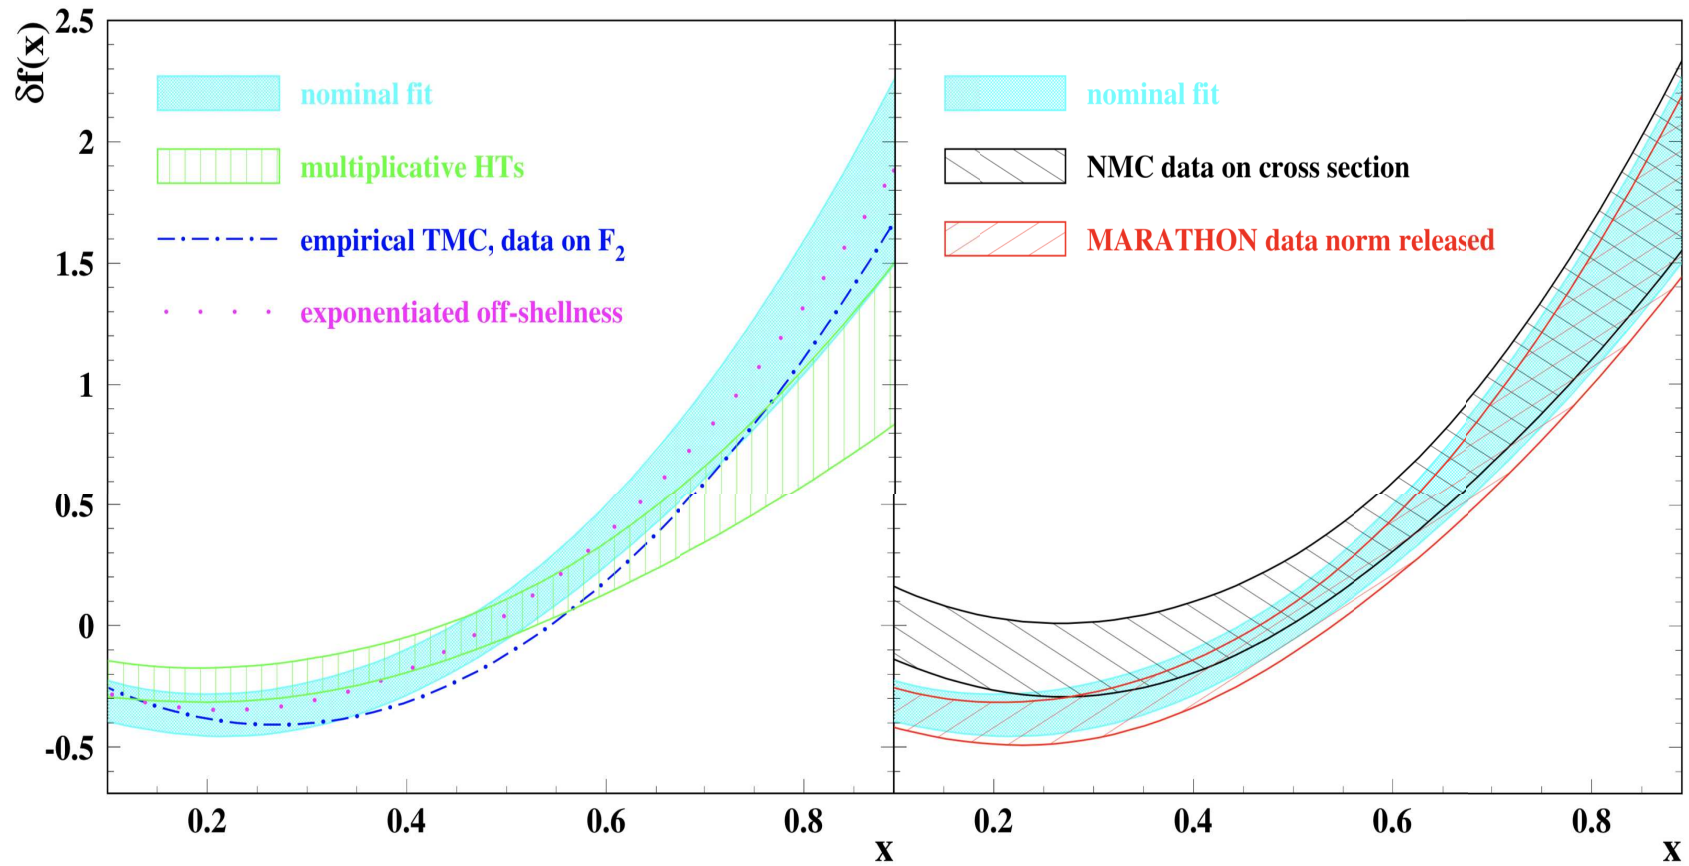 δf(x)
2.5
2
1.5
1
0.5
0
-0.5
nominal fit
multiplicative HTs
empirical TMC, data on F2
exponentiated off-shellness
0.2 0.4 0.6 0.8
x
nominal fit
NMC data on cross section
MARATHON data norm released
0.2 0.4 0.6 0.8
x